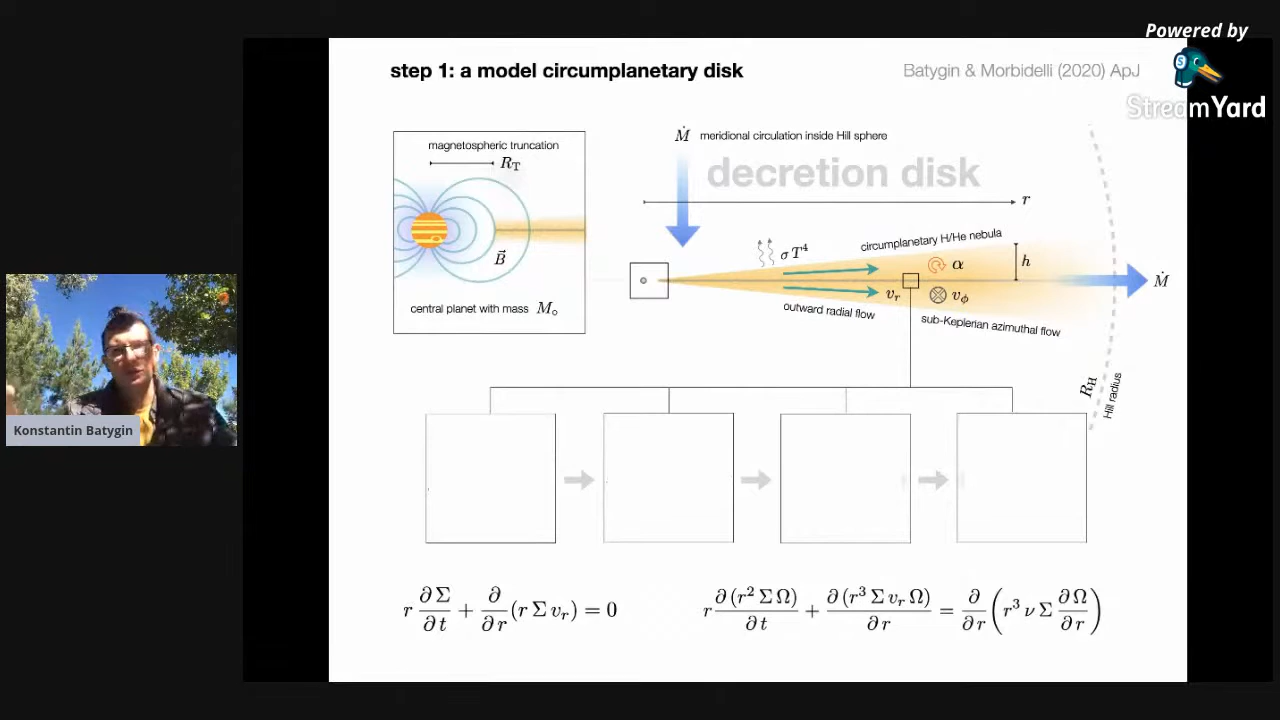 Powered by
StreamYard
step 1: a model circumplanetary disk
Batygin & Morbidelli (2020) ApJ
magnetospheric truncation
R_T
B⃗
central planet with mass M_o
Ṁ meridional circulation inside Hill sphere
decretion disk
r
σ T⁴
circumplanetary H/He nebula
α
h
v_r
v_ϕ
Ṁ
outward radial flow
sub-Keplerian azimuthal flow
R_H
Hill radius
Konstantin Batygin
r ∂Σ/∂t + ∂/∂r (r Σ v_r) = 0
r ∂(r² Σ Ω)/∂t + ∂(r³ Σ v_r Ω)/∂r = ∂/∂r (r³ ν Σ ∂Ω/∂r)